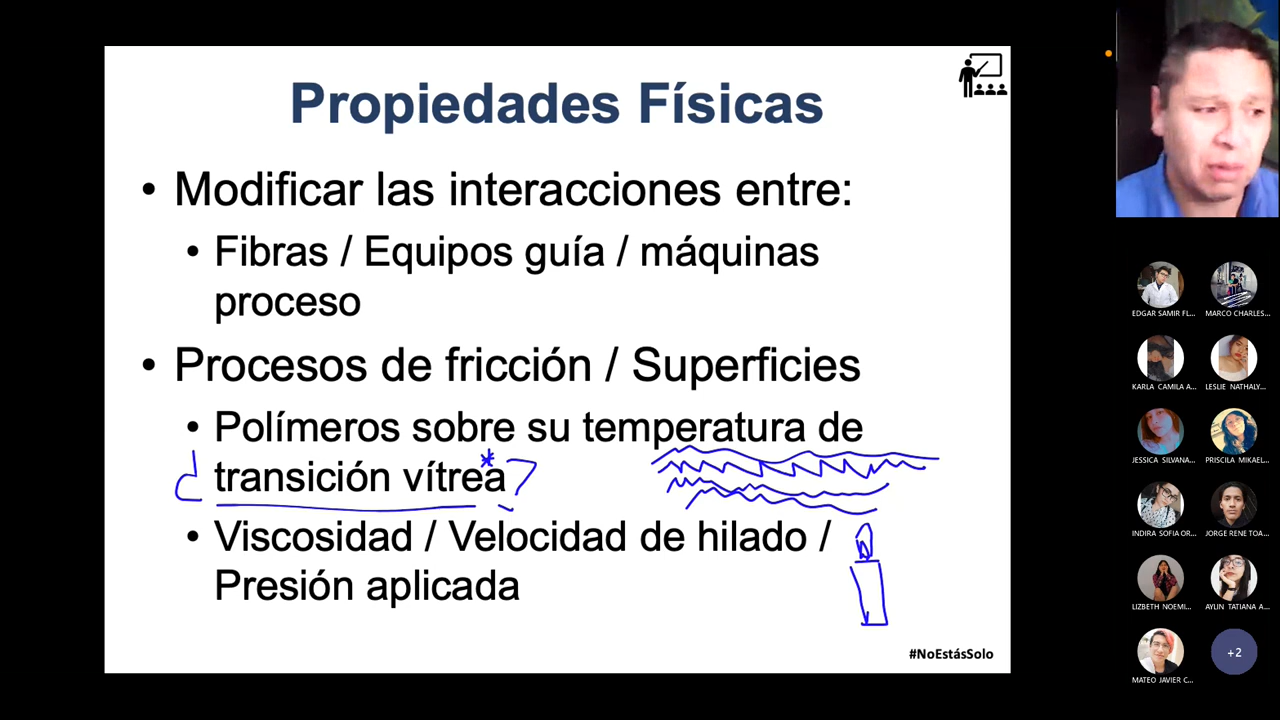 Propiedades Físicas
• Modificar las interacciones entre:
• Fibras / Equipos guía / máquinas
proceso
• Procesos de fricción / Superficies
• Polímeros sobre su temperatura de
¿ transición vítrea* ?
• Viscosidad / Velocidad de hilado /
Presión aplicada
#NoEstásSolo
EDGAR SAMIR FL...
MARCO CHARLES...
KARLA CAMILA A...
LESLIE NATHALY...
JESSICA SILVANA...
PRISCILA MIKAEL...
INDIRA SOFIA OR...
JORGE RENE TOA...
LIZBETH NOEMI...
AYLIN TATIANA A...
MATEO JAVIER C...
+2